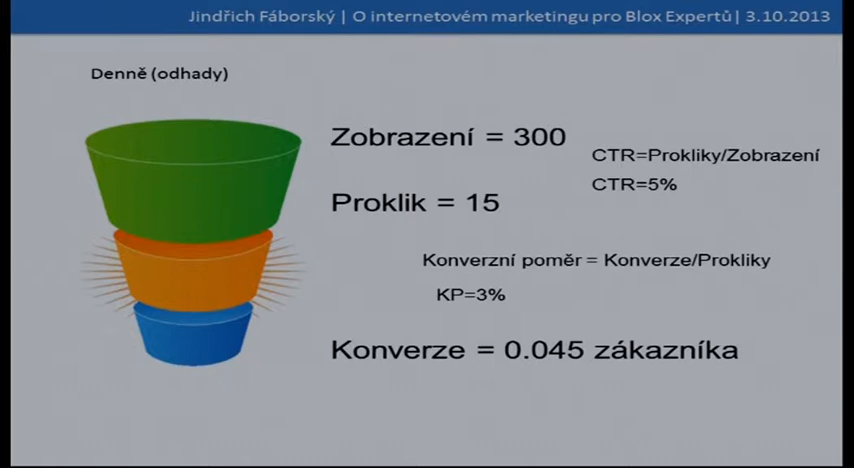 Jindřich Fáborský | O internetovém marketingu pro Blox Expertů| 3.10.2013
Denně (odhady)
Zobrazení = 300
CTR=Prokliky/Zobrazení
CTR=5%
Proklik = 15
Konverzní poměr = Konverze/Prokliky
KP=3%
Konverze = 0.045 zákazníka